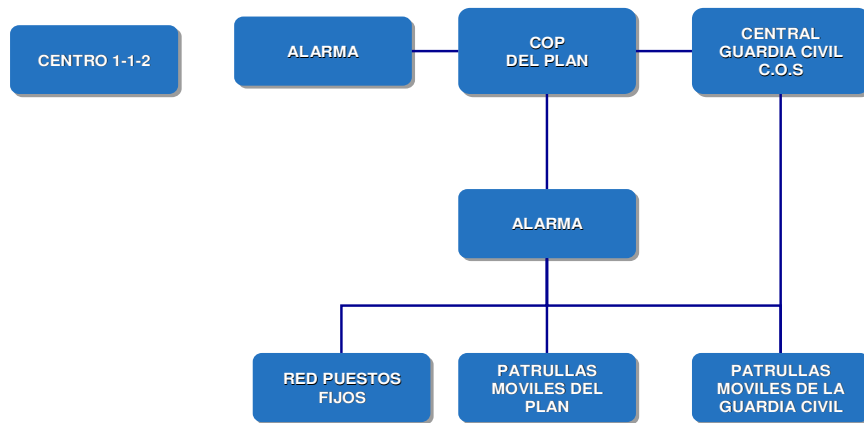 CENTRO 1-1-2
ALARMA
COP
DEL PLAN
CENTRAL
GUARDIA CIVIL
C.O.S
ALARMA
RED PUESTOS
FIJOS
PATRULLAS
MOVILES DEL
PLAN
PATRULLAS
MOVILES DE LA
GUARDIA CIVIL